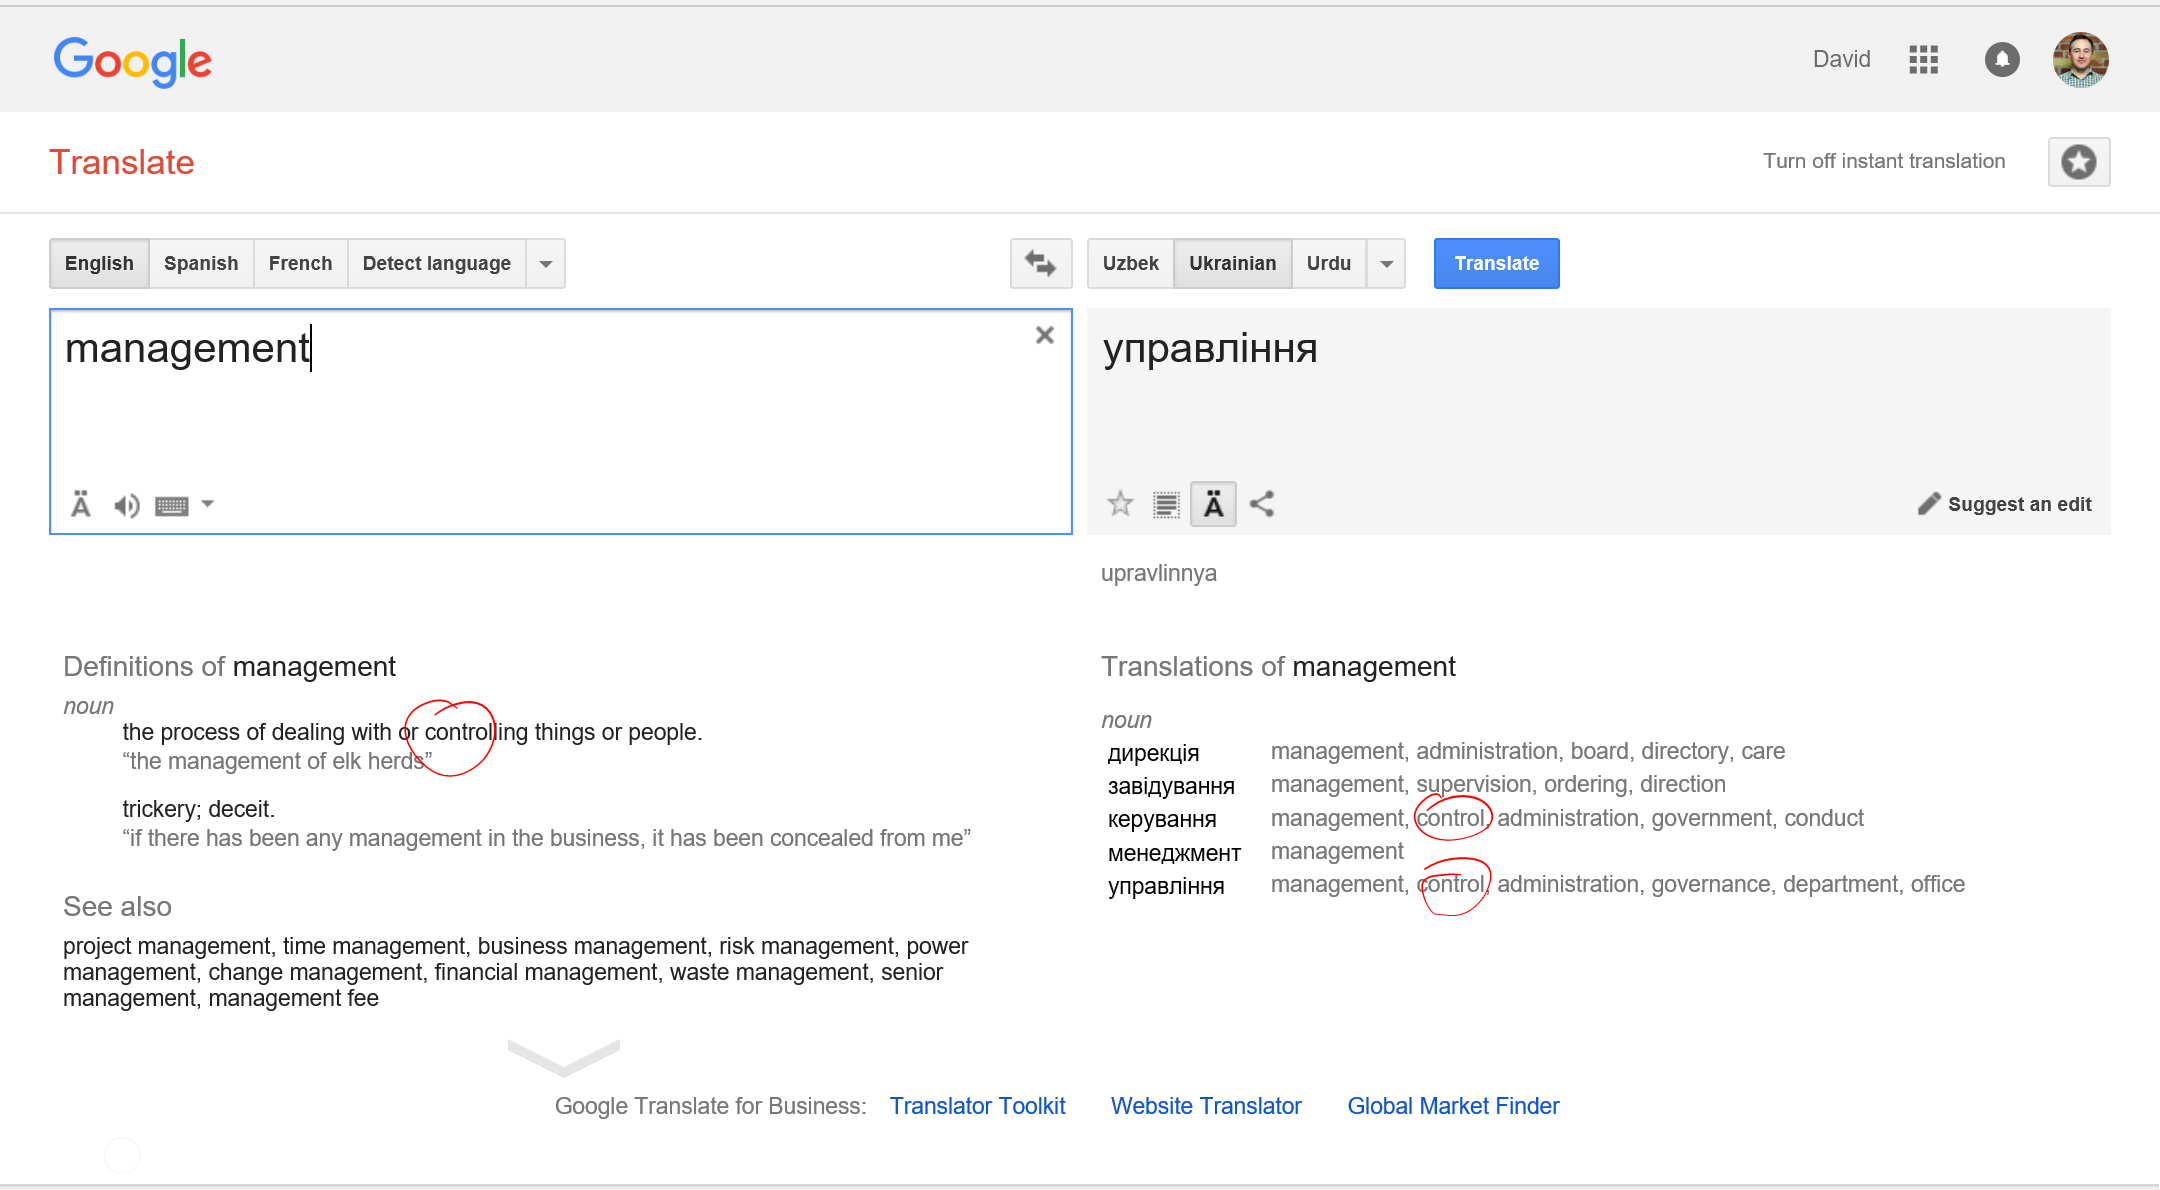 Google
David
Translate
Turn off instant translation
English Spanish French Detect language
Uzbek Ukrainian Urdu Translate
management
управління
Ä
Ä
Suggest an edit
upravlinnya
Definitions of management
noun
the process of dealing with or controlling things or people.
“the management of elk herds”
trickery; deceit.
“if there has been any management in the business, it has been concealed from me”
See also
project management, time management, business management, risk management, power
management, change management, financial management, waste management, senior
management, management fee
Translations of management
noun
дирекція management, administration, board, directory, care
завідування management, supervision, ordering, direction
керування management, control, administration, government, conduct
менеджмент management
управління management, control, administration, governance, department, office
Google Translate for Business: Translator Toolkit Website Translator Global Market Finder